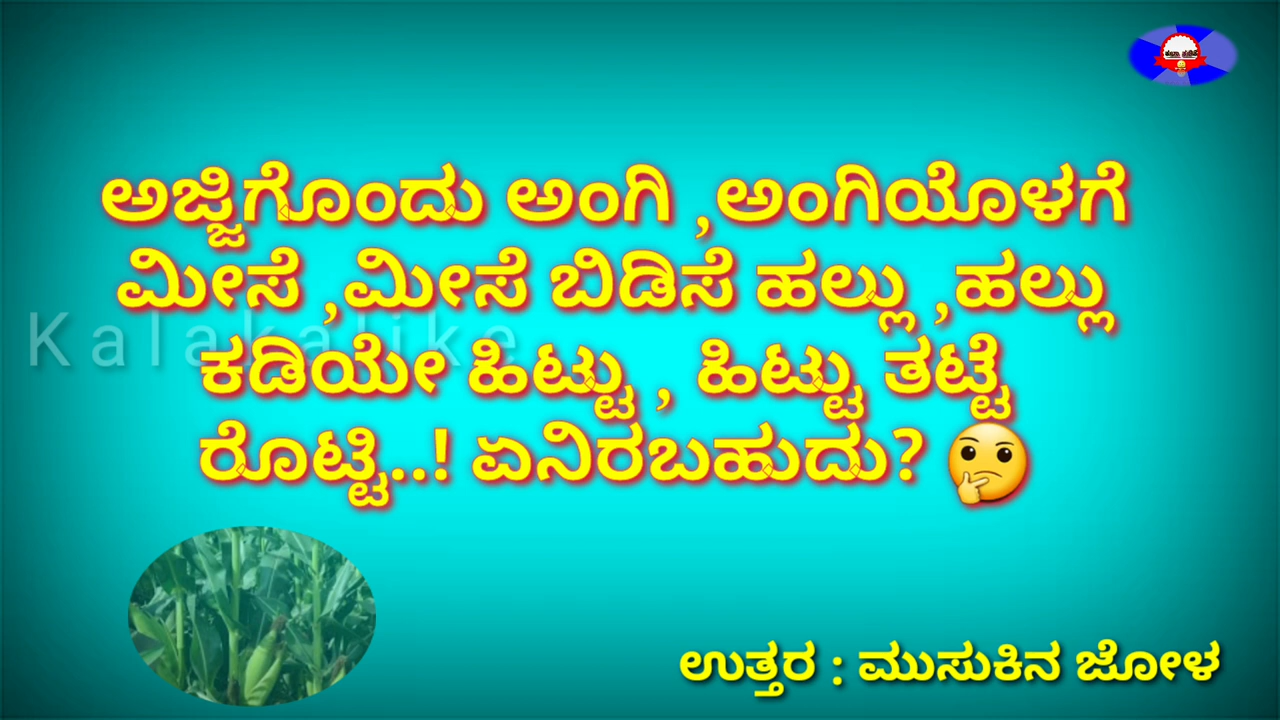 ಅಜ್ಜಿಗೊಂದು ಅಂಗಿ ,ಅಂಗಿಯೊಳಗೆ
ಮೀಸೆ ,ಮೀಸೆ ಬಿಡಿಸೆ ಹಲ್ಲು ,ಹಲ್ಲು
Kalakalike
ಕಡಿಯೇ ಹಿಟ್ಟು , ಹಿಟ್ಟು ತಟ್ಟೆ
ರೊಟ್ಟಿ..! ಏನಿರಬಹುದು? 🤔
ಉತ್ತರ : ಮುಸುಕಿನ ಜೋಳ